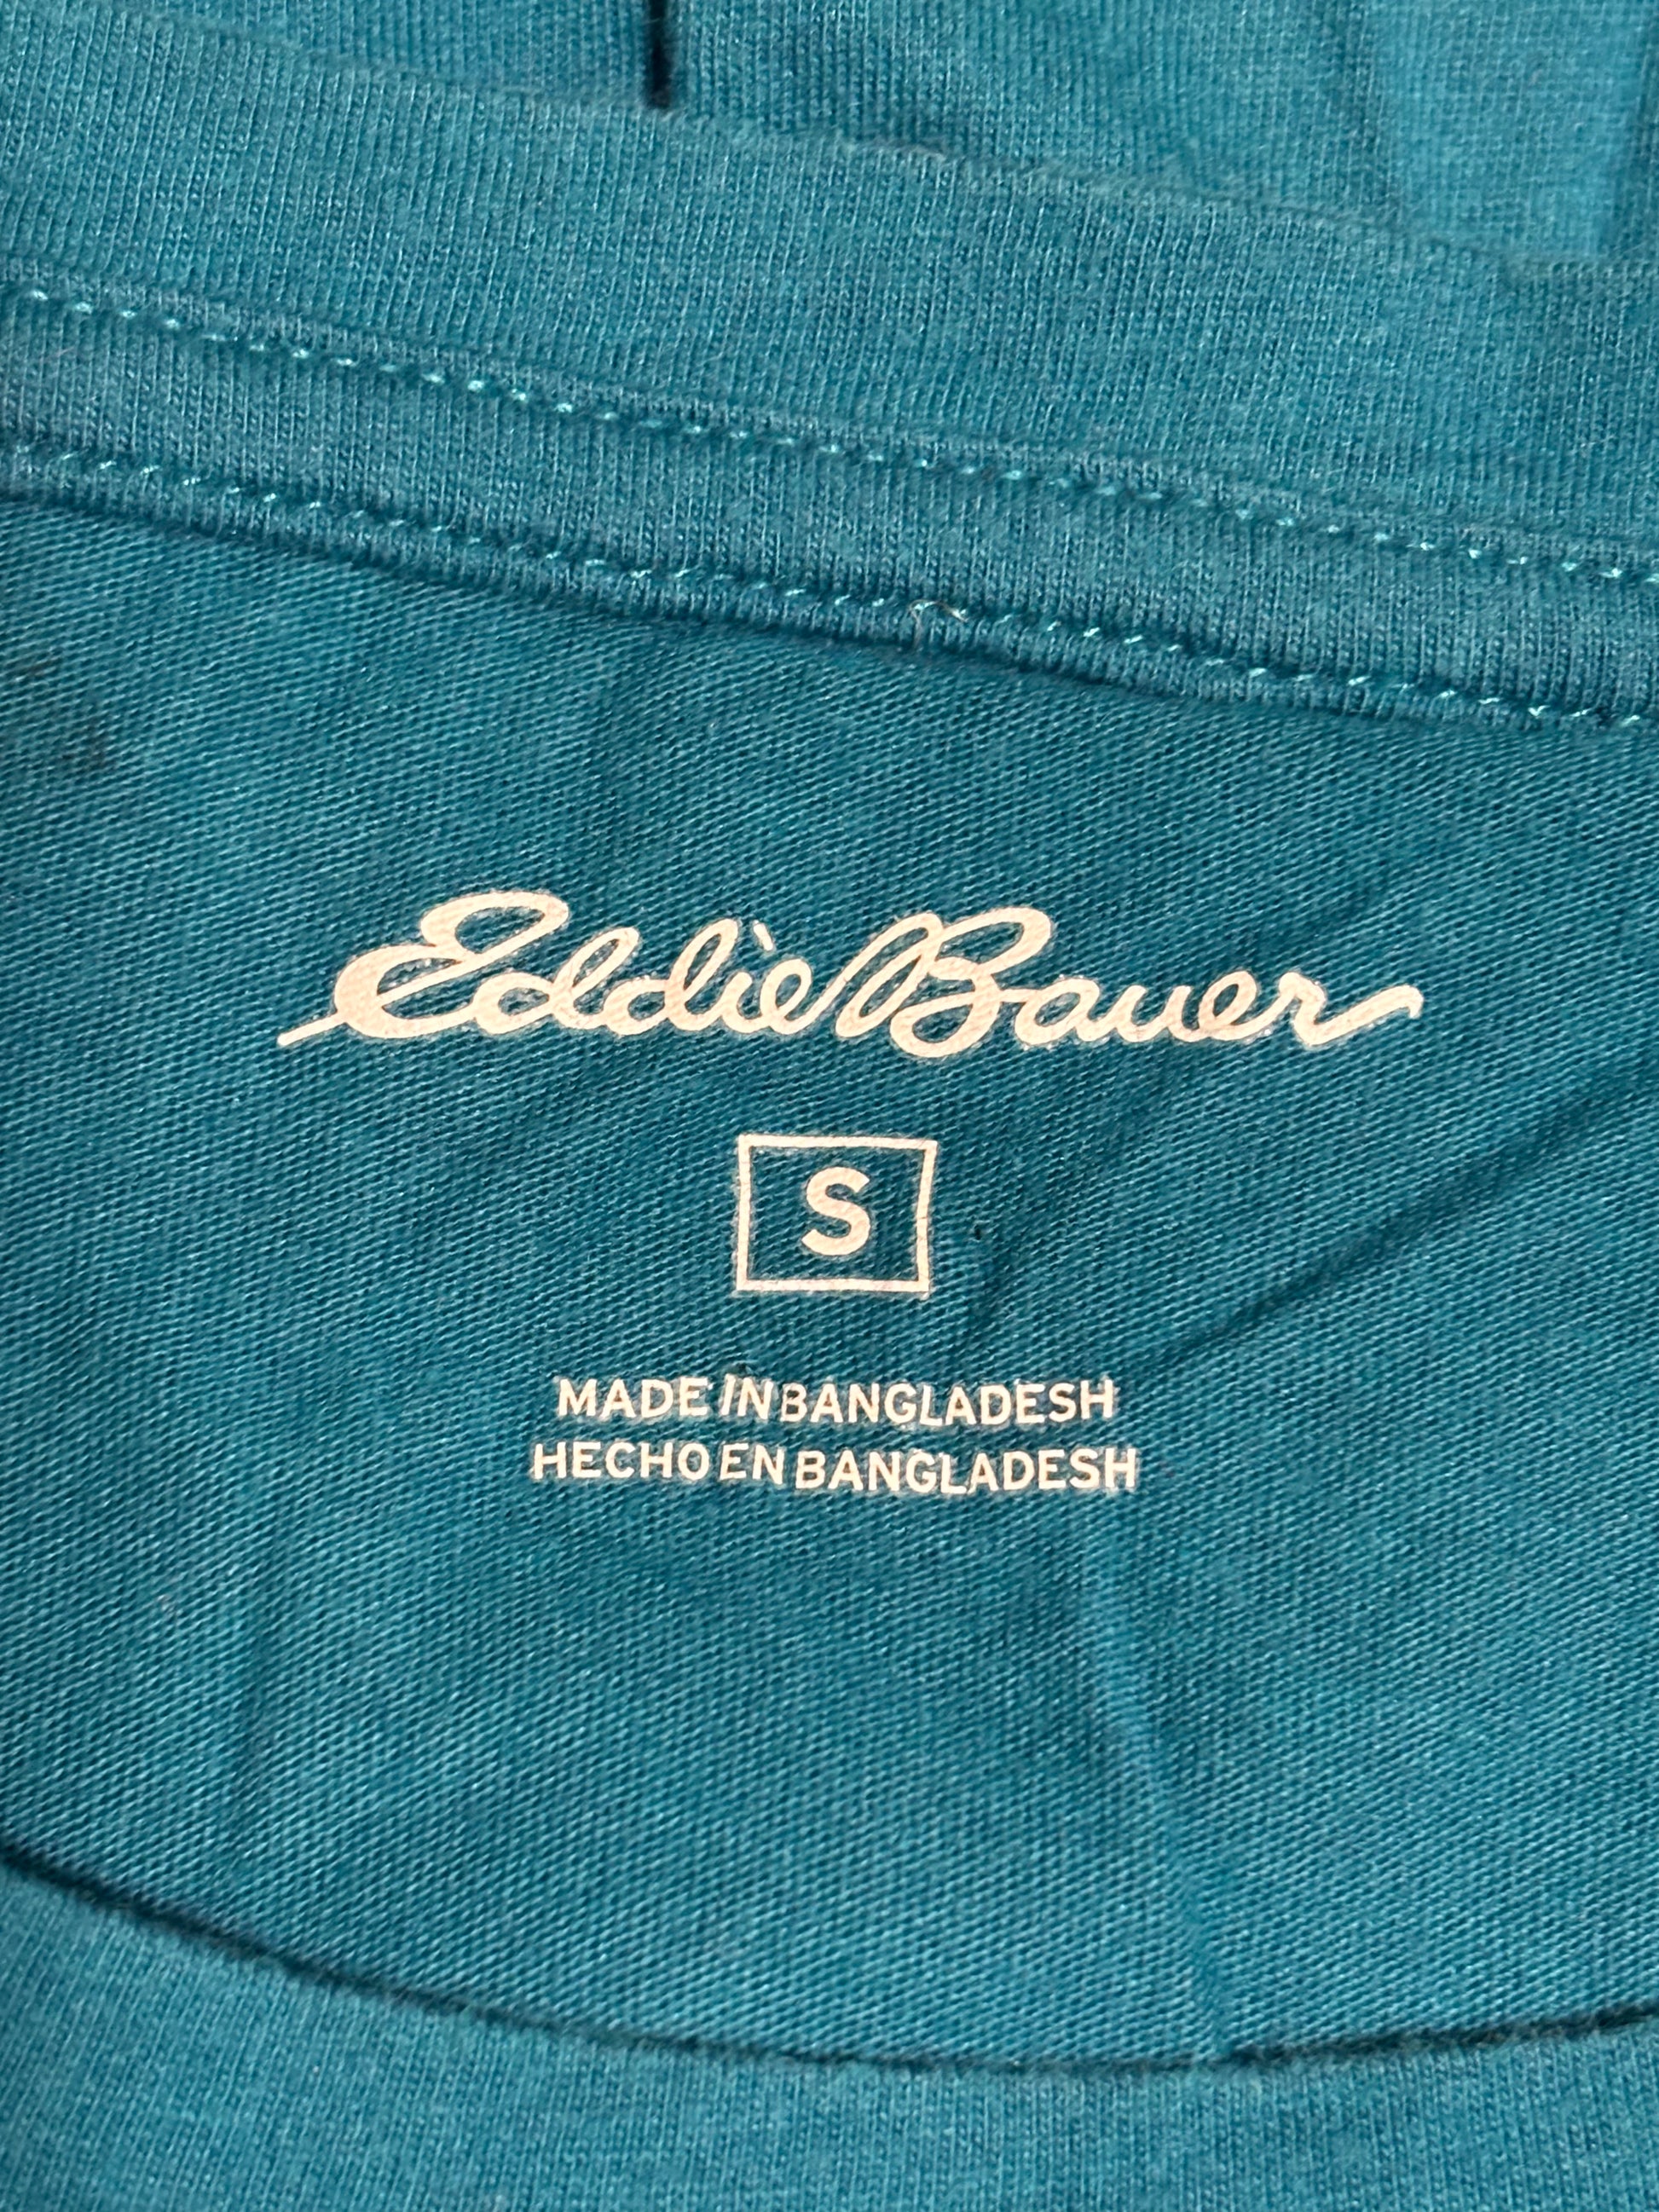 Eddie Bauer
S
MADE IN BANGLADESH
HECHO EN BANGLADESH